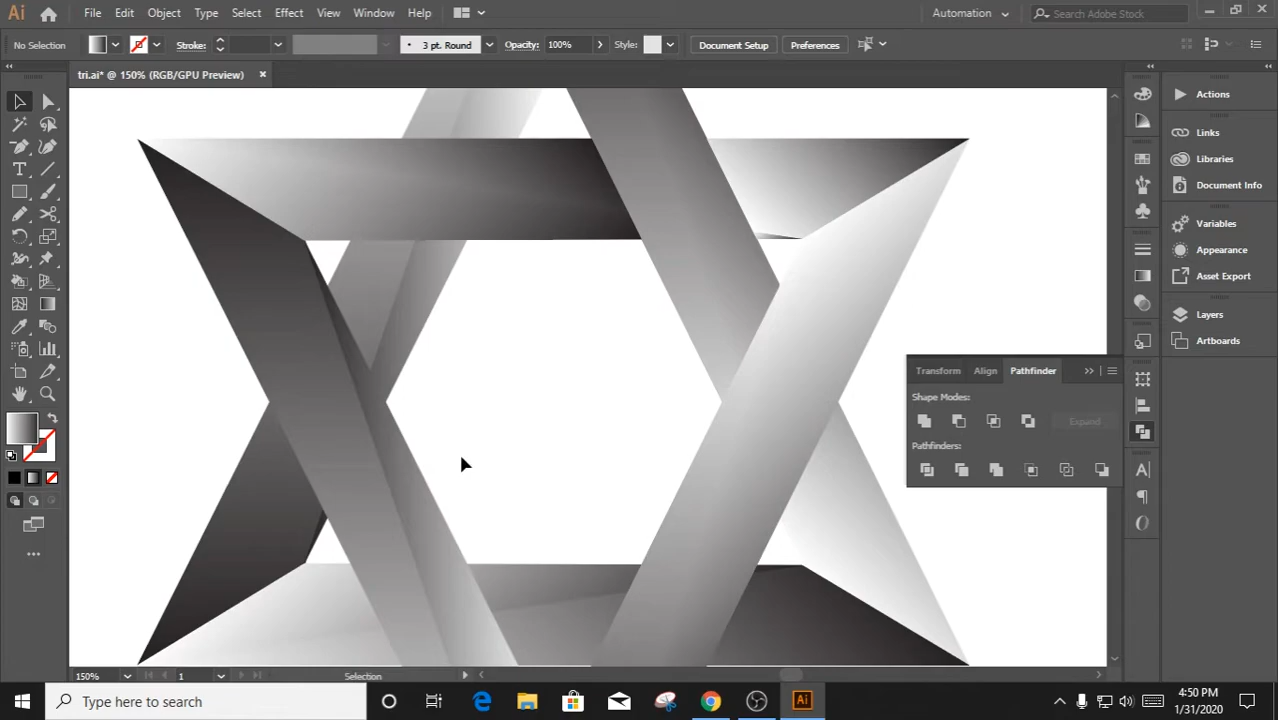 Ai File Edit Object Type Select Effect View Window Help Automation Search Adobe Stock
No Selection Stroke: 3 pt. Round Opacity: 100% Style: Document Setup Preferences
tri.ai* @ 150% (RGB/GPU Preview)
Actions
Links
Libraries
Document Info
Variables
Appearance
Asset Export
Layers
Artboards
Transform Align Pathfinder
Shape Modes:
Expand
Pathfinders:
150% 1 Selection
Type here to search
Ai
4:50 PM
1/31/2020